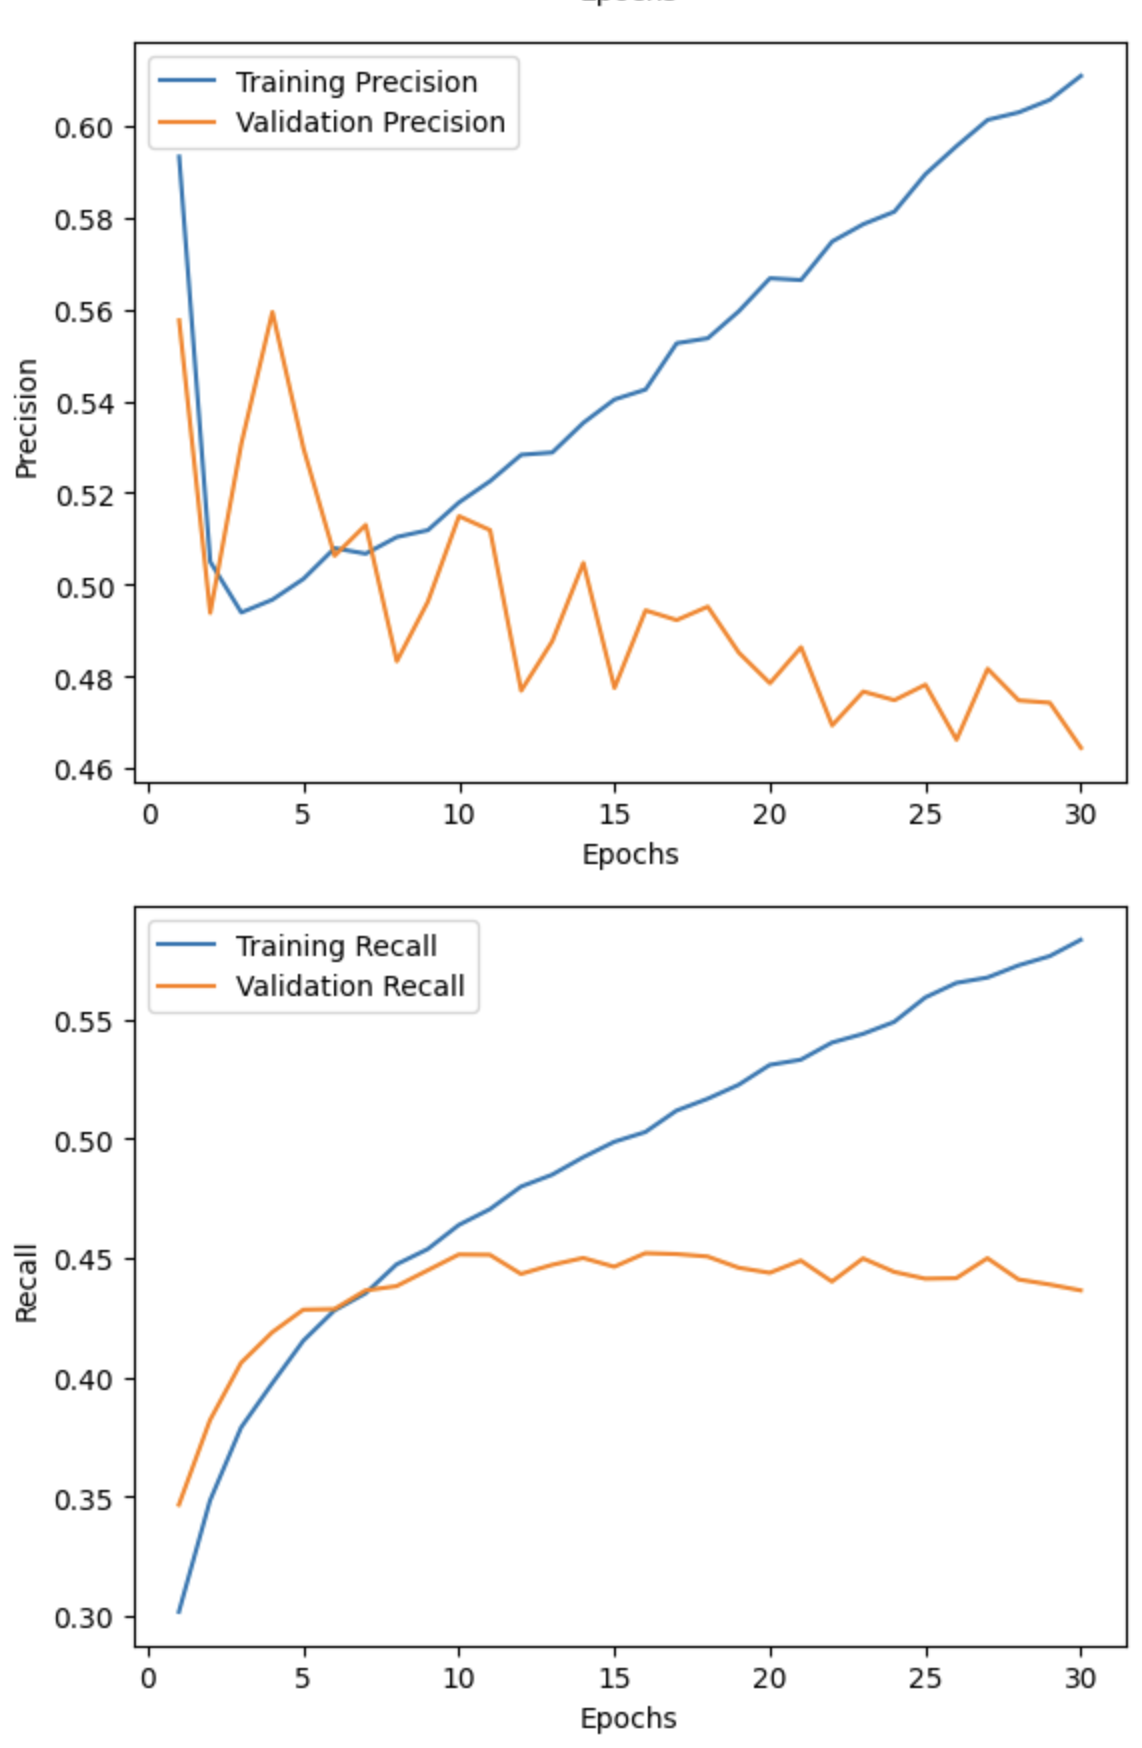 Epochs
Training Precision
Validation Precision
0.60
0.58
0.56
0.54
0.52
0.50
0.48
0.46
Precision
0 5 10 15 20 25 30
Epochs
Training Recall
Validation Recall
0.55
0.50
0.45
0.40
0.35
0.30
Recall
0 5 10 15 20 25 30
Epochs